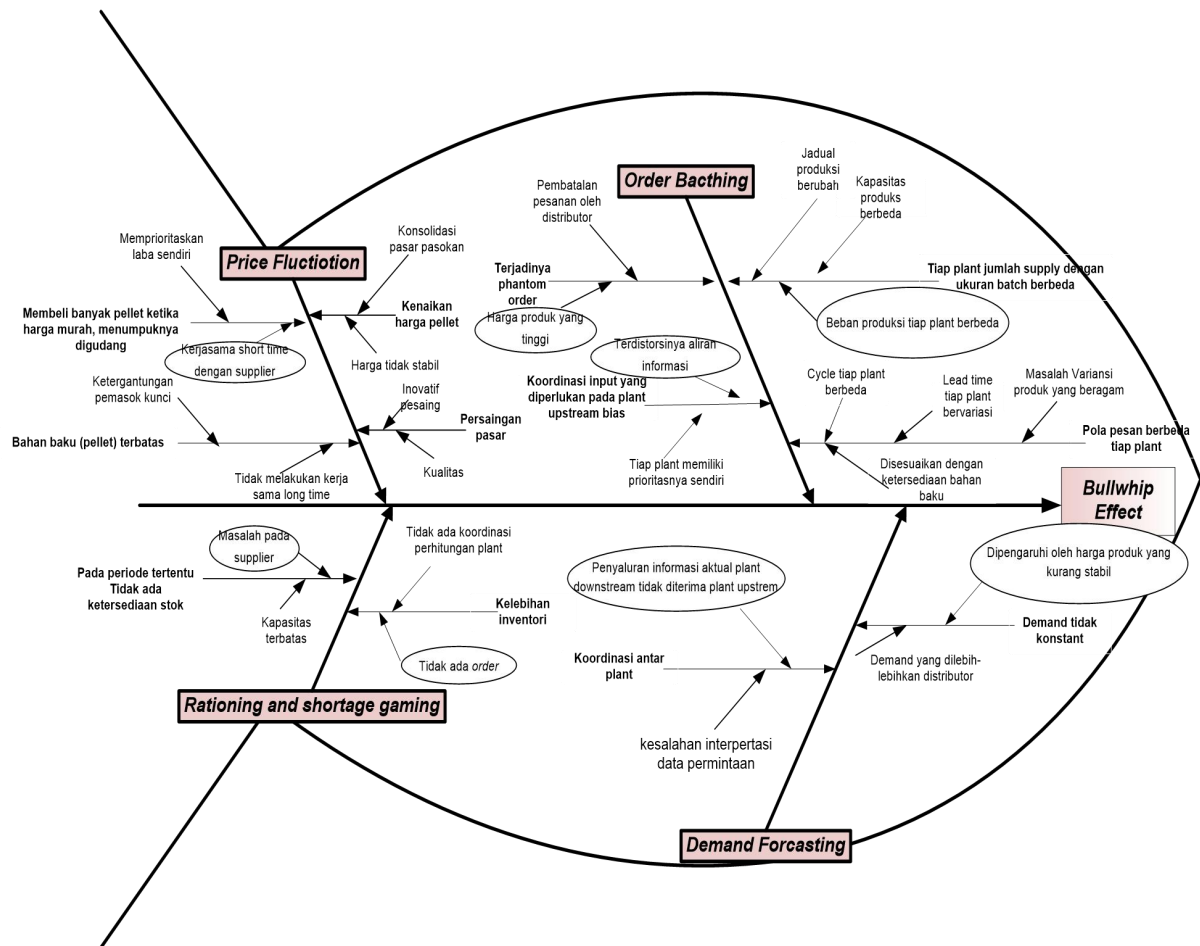 Order Bacthing
Jadual
produksi
berubah
Kapasitas
produks
berbeda
Pembatalan
pesanan oleh
distributor
Terjadinya
phantom
order
Harga produk yang
tinggi
Tiap plant jumlah supply dengan
ukuran batch berbeda
Beban produksi tiap plant berbeda
Terdistorsinya aliran
informasi
Koordinasi input yang
diperlukan pada plant
upstream bias
Tiap plant memiliki
prioritasnya sendiri
Cycle tiap plant
berbeda
Lead time
tiap plant
bervariasi
Masalah Variansi
produk yang beragam
Pola pesan berbeda
tiap plant
Disesuaikan dengan
ketersediaan bahan
baku
Price Fluctiotion
Memprioritaskan
laba sendiri
Konsolidasi
pasar pasokan
Membeli banyak pellet ketika
harga murah, menumpuknya
digudang
Kerjasama short time
dengan supplier
Kenaikan
harga pellet
Harga tidak stabil
Ketergantungan
pemasok kunci
Inovatif
pesaing
Persaingan
pasar
Kualitas
Bahan baku (pellet) terbatas
Tidak melakukan kerja
sama long time
Bullwhip
Effect
Masalah pada
supplier
Tidak ada koordinasi
perhitungan plant
Pada periode tertentu
Tidak ada
ketersediaan stok
Kapasitas
terbatas
Kelebihan
inventori
Tidak ada order
Rationing and shortage gaming
Penyaluran informasi aktual plant
downstream tidak diterima plant upstrem
Dipengaruhi oleh harga produk yang
kurang stabil
Demand tidak
konstant
Koordinasi antar
plant
Demand yang dilebih-
lebihkan distributor
kesalahan interpertasi
data permintaan
Demand Forcasting